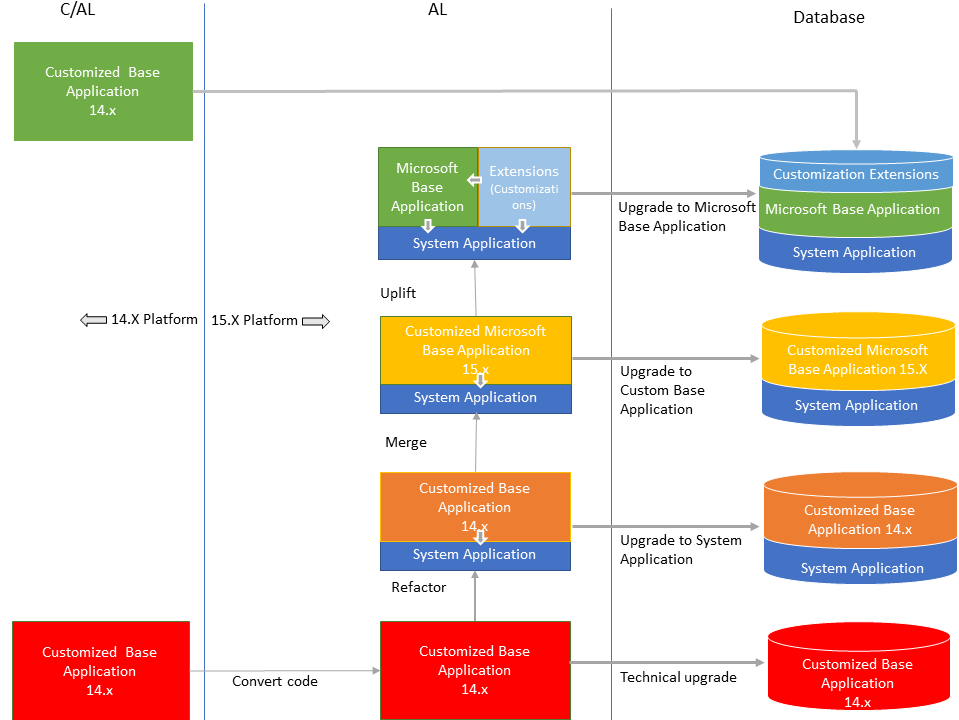 C/AL
AL
Database
Customized Base
Application
14.x
Microsoft
Base
Application
Extensions
(Customizati
ons)
System Application
Upgrade to Microsoft
Base Application
Customization Extensions
Microsoft Base Application
System Application
Uplift
14.X Platform
15.X Platform
Customized Microsoft
Base Application
15.x
System Application
Upgrade to
Custom Base
Application
Customized Microsoft
Base Application 15.X
System Application
Merge
Customized Base
Application
14.x
System Application
Upgrade to System
Application
Customized Base
Application 14.x
System Application
Refactor
Customized Base
Application
14.x
Convert code
Customized Base
Application
14.x
Technical upgrade
Customized Base
Application
14.x